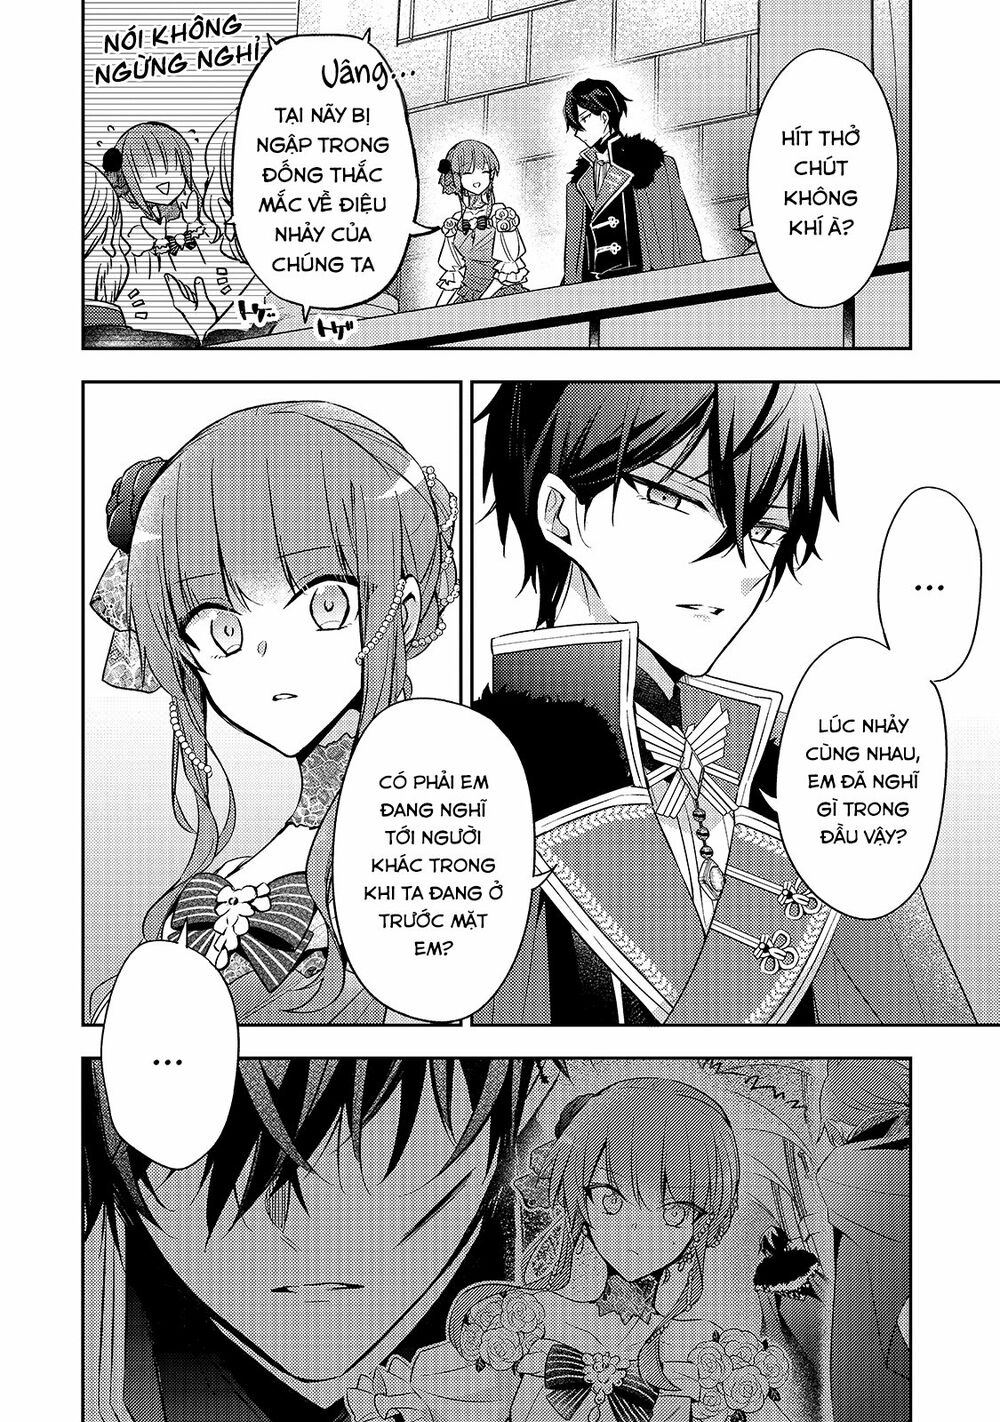 HÍT THỞ
CHÚT
KHÔNG
KHÍ À?
Vâng...
TẠI NÃY BỊ
NGẬP TRONG
ĐỐNG THẮC
MẮC VỀ ĐIỆU
NHẢY CỦA
CHÚNG TA
NÓI KHÔNG
NGỪNG NGHỈ
...
LÚC NHẢY
CÙNG NHAU,
EM ĐÃ NGHĨ
GÌ TRONG
ĐẦU VẬY?
CÓ PHẢI EM
ĐANG NGHĨ
TỚI NGƯỜI
KHÁC TRONG
KHI TA ĐANG Ở
TRƯỚC MẶT
EM?
...